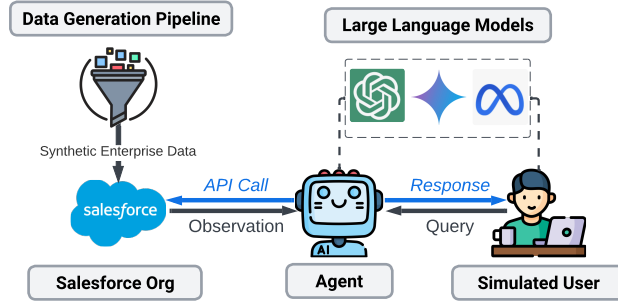 Data Generation Pipeline
Large Language Models
Synthetic Enterprise Data
salesforce
API Call
Observation
AI
Response
Query
Salesforce Org
Agent
Simulated User